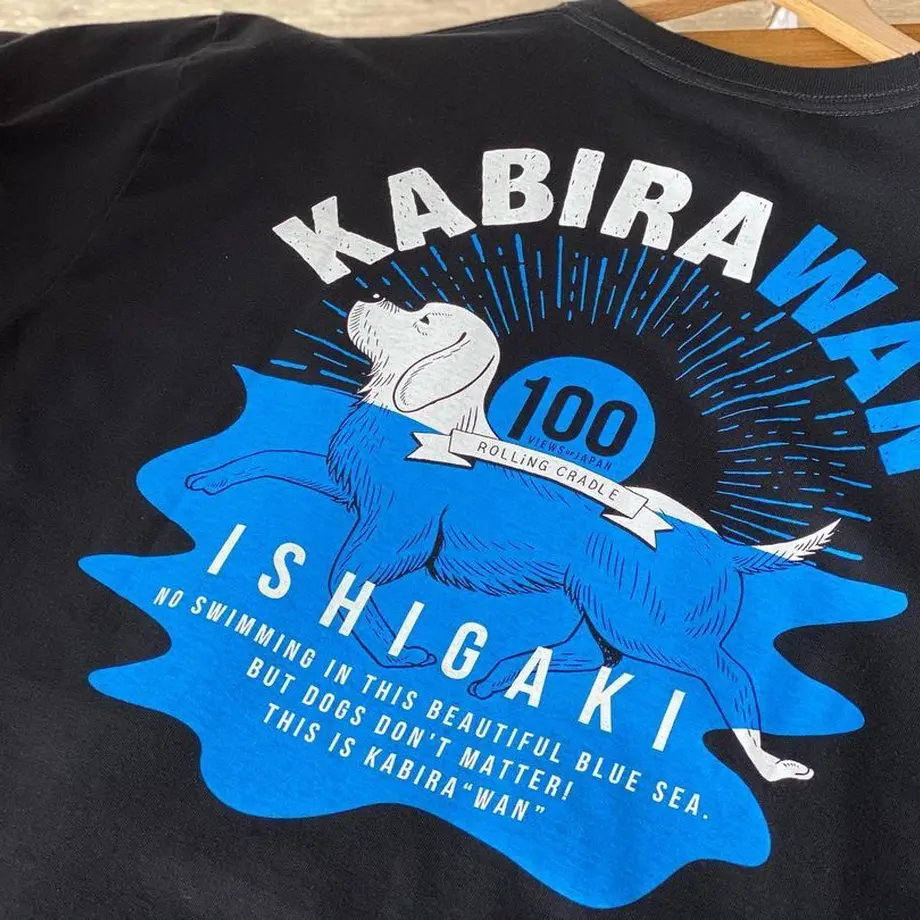 KABIRAWAN
100
VIEWS of JAPAN
ROLLiNG CRADLE
ISHIGAKI
NO SWIMMING IN THIS BEAUTIFUL BLUE SEA.
BUT DOGS DON'T MATTER!
THIS IS KABIRA“WAN”